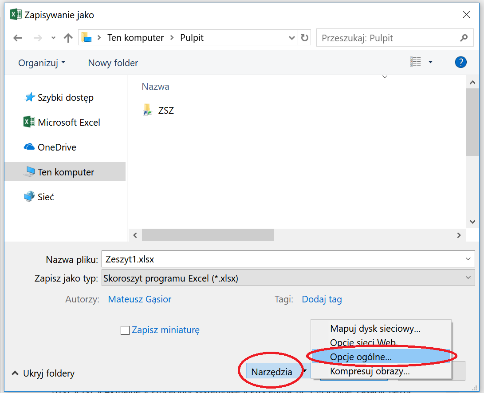 Zapisywanie jako
Ten komputer > Pulpit
Przeszukaj: Pulpit
Organizuj
Nowy folder
Nazwa
Szybki dostęp
ZSZ
Microsoft Excel
OneDrive
Ten komputer
Sieć
Nazwa pliku: Zeszyt1.xlsx
Zapisz jako typ: Skoroszyt programu Excel (*.xlsx)
Autorzy: Mateusz Gąsior
Tagi: Dodaj tag
Zapisz miniaturę
Mapuj dysk sieciowy...
Opcje sieci Web...
Opcje ogólne...
Kompresuj obrazy...
Ukryj foldery
Narzędzia